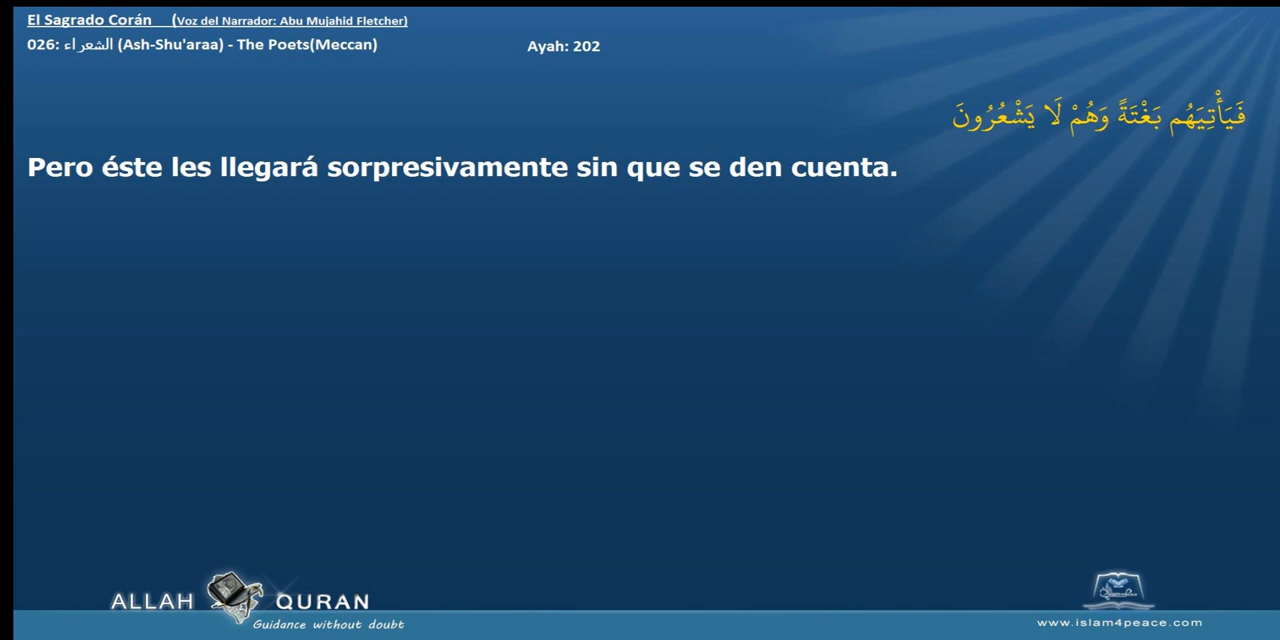 El Sagrado Corán (Voz del Narrador: Abu Mujahid Fletcher)
026: الشعراء (Ash-Shu'araa) - The Poets(Meccan) Ayah: 202
فَيَأْتِيَهُم بَغْتَةً وَهُمْ لَا يَشْعُرُونَ
Pero éste les llegará sorpresivamente sin que se den cuenta.
ALLAH QURAN
Guidance without doubt
www.islam4peace.com